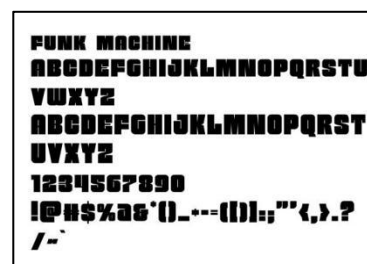 FUNK MACHINE
ABCDEFGHIJKLMNOPQRSTU
VWXYZ
ABCDEFGHIJKLMNOPQRST
UVXYZ
1234567890
!@#$%a&*()_+-=([)]:;"'{,}.?
/~`